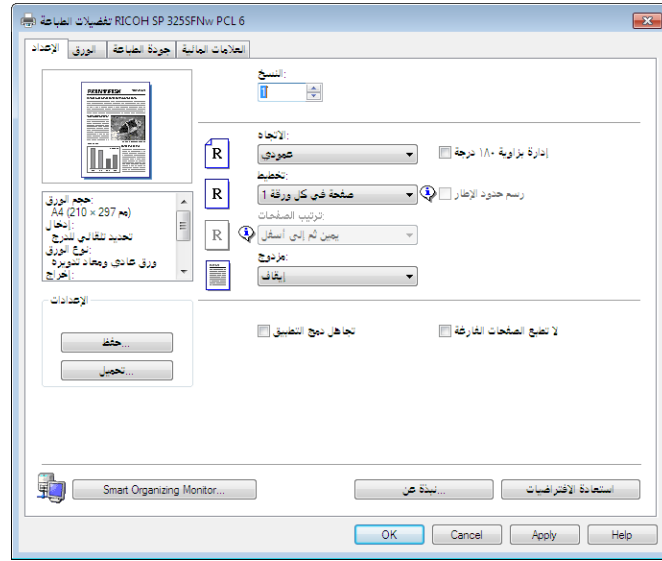 RICOH SP 325SFNw PCL 6 تفضيلات الطباعة
الإعداد
الورق
جودة الطباعة
العلامات المائية
النسخ:
1
الاتجاه:
عمودي
إدارة بزاوية ١٨٠ درجة
تخطيط:
صفحة في كل ورقة 1
رسم حدود الإطار
ترتيب الصفحات:
يمين ثم إلى أسفل
مزدوج:
إيقاف
حجم الورق:
A4 (210 × 297 مم)
إدخال:
تحديد تلقائي للدرج
نوع الورق:
ورق عادي ومعاد تدويره
إخراج:
الإعدادات
حفظ...
تحميل...
تجاهل دمج التطبيق
لا تطبع الصفحات الفارغة
Smart Organizing Monitor...
نبذة عن...
استعادة الافتراضيات
OK
Cancel
Apply
Help
R
R
R